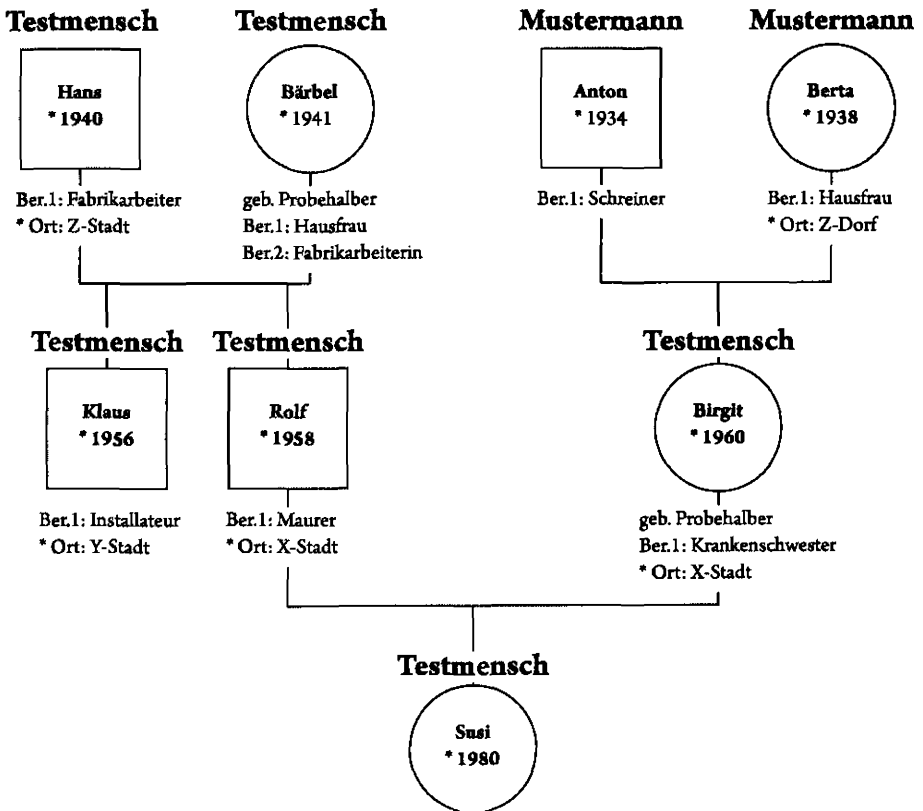 Testmensch
Hans
* 1940
Ber.1: Fabrikarbeiter
* Ort: Z-Stadt
Testmensch
Bärbel
* 1941
geb. Probehalber
Ber.1: Hausfrau
Ber.2: Fabrikarbeiterin
Mustermann
Anton
* 1934
Ber.1: Schreiner
Mustermann
Berta
* 1938
Ber.1: Hausfrau
* Ort: Z-Dorf
Testmensch
Klaus
* 1956
Ber.1: Installateur
* Ort: Y-Stadt
Testmensch
Rolf
* 1958
Ber.1: Maurer
* Ort: X-Stadt
Testmensch
Birgit
* 1960
geb. Probehalber
Ber.1: Krankenschwester
* Ort: X-Stadt
Testmensch
Susi
* 1980